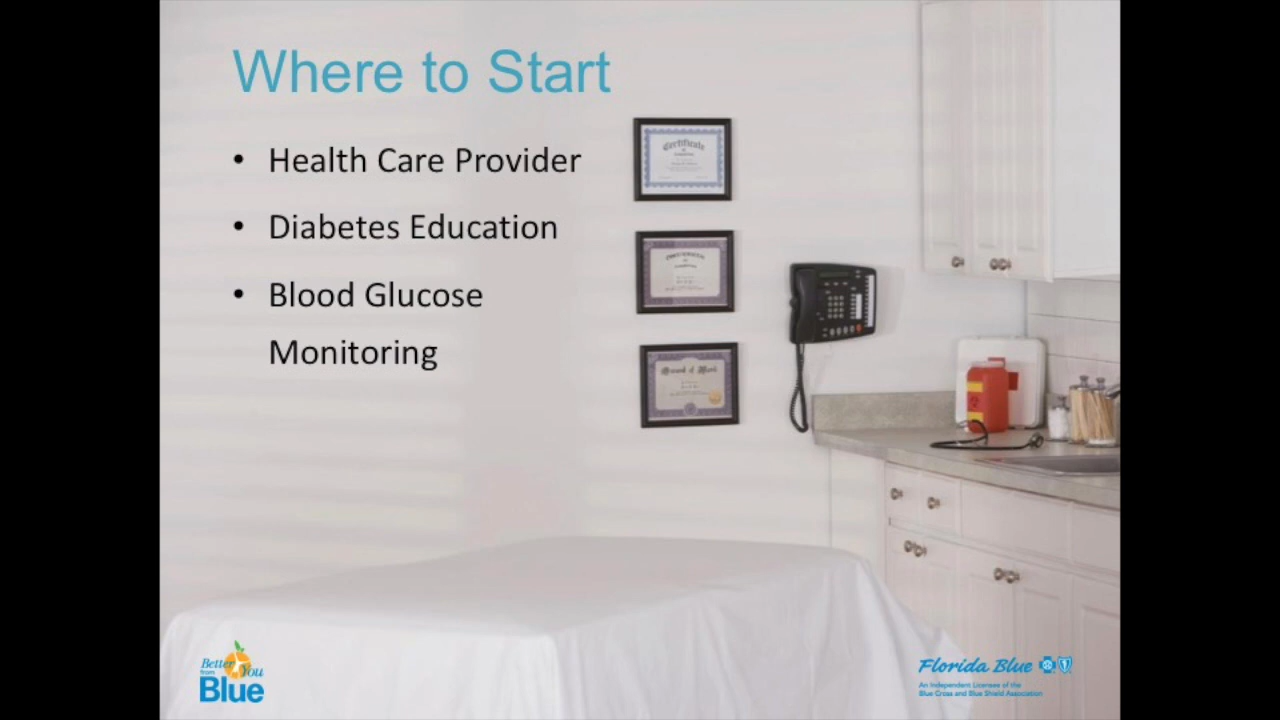 Where to Start
• Health Care Provider
• Diabetes Education
• Blood Glucose
Monitoring
Certificate
Better
from
You
Blue
Florida Blue
An Independent Licensee of the
Blue Cross and Blue Shield Association